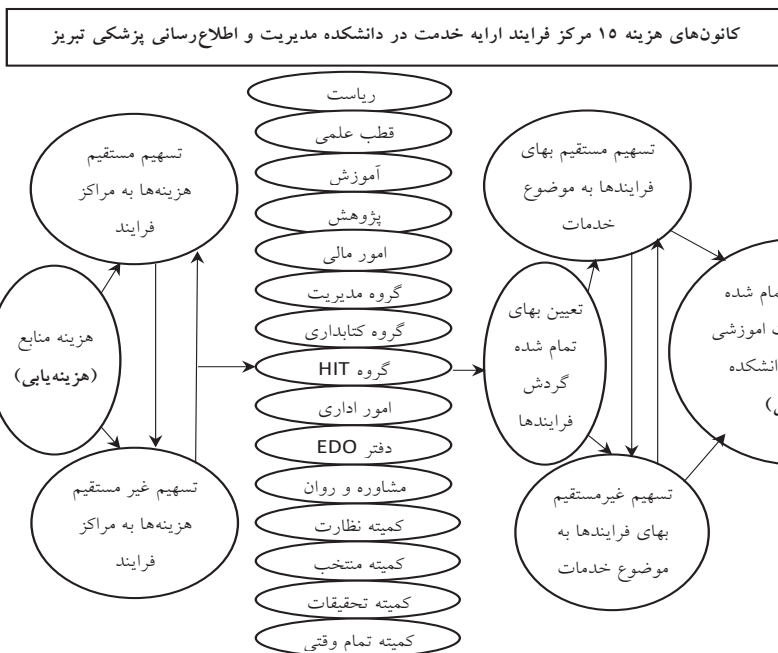 کانون‌های هزینه ۱۵ مرکز فرایند ارایه خدمت در دانشکده مدیریت و اطلاع‌رسانی پزشکی تبریز
ریاست
قطب علمی
آموزش
پژوهش
امور مالی
گروه مدیریت
گروه کتابداری
گروه HIT
امور اداری
دفتر EDO
مشاوره و روان
کمیته نظارت
کمیته منتخب
کمیته تحقیقات
کمیته تمام وقتی
تسهیم مستقیم
هزینه‌ها به مراکز
فرایند
هزینه منابع
(هزینه‌یابی)
تسهیم غیر مستقیم
هزینه‌ها به مراکز
فرایند
تسهیم مستقیم بهای
فرایندها به موضوع
خدمات
تعیین بهای
تمام شده
گردش
فرایندها
تسهیم غیرمستقیم
بهای فرایندها به
موضوع خدمات
شده
اموزشی